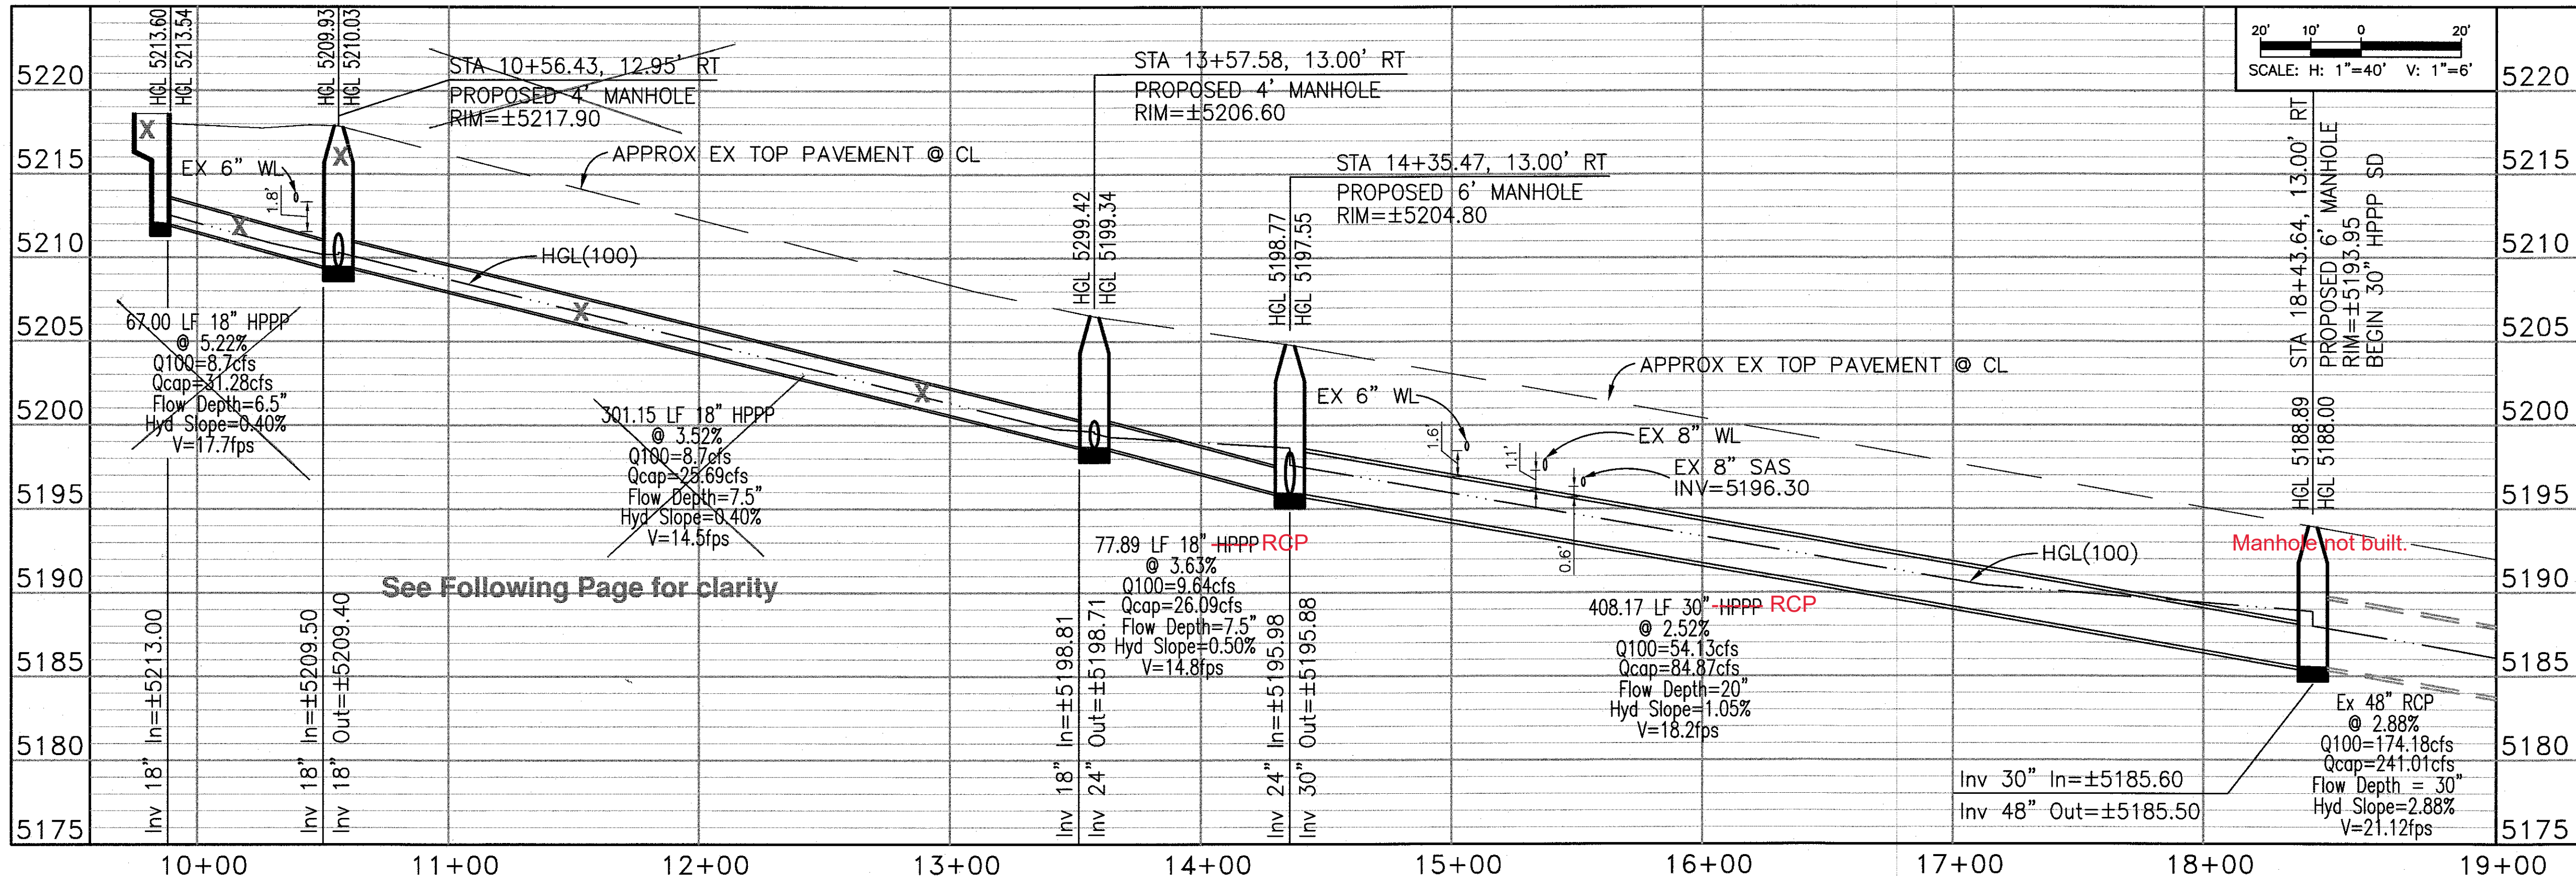 HGL 5213.60
HGL 5213.54
HGL 5209.93
HGL 5210.03
STA 10+56.43, 12.95' RT
PROPOSED 4' MANHOLE
RIM=±5217.90
STA 13+57.58, 13.00' RT
PROPOSED 4' MANHOLE
RIM=±5206.60
STA 14+35.47, 13.00' RT
PROPOSED 6' MANHOLE
RIM=±5204.80
20' 10' 0 20'
SCALE: H: 1"=40' V: 1"=6'
STA 18+43.64, 13.00' RT
PROPOSED 6' MANHOLE
RIM=±5193.95
BEGIN 30" HPPP SD
5220
5215
5210
5205
5200
5195
5190
5185
5180
5175
5220
5215
5210
5205
5200
5195
5190
5185
5180
5175
X
X
X
X
X
EX 6" WL
1.8'
APPROX EX TOP PAVEMENT @ CL
HGL(100)
HGL 5299.42
HGL 5199.34
HGL 5198.77
HGL 5197.55
67.00 LF 18" HPPP
@ 5.22%
Q100=8.7cfs
Qcap=31.28cfs
Flow Depth=6.5"
Hyd Slope=0.40%
V=17.7fps
301.15 LF 18" HPPP
@ 3.52%
Q100=8.7cfs
Qcap=25.69cfs
Flow Depth=7.5"
Hyd Slope=0.40%
V=14.5fps
See Following Page for clarity
77.89 LF 18" HPPP RCP
@ 3.63%
Q100=9.64cfs
Qcap=26.09cfs
Flow Depth=7.5"
Hyd Slope=0.50%
V=14.8fps
EX 6" WL
1.6'
1.1'
EX 8" WL
EX 8" SAS
INV=5196.30
0.6'
APPROX EX TOP PAVEMENT @ CL
HGL(100)
408.17 LF 30" HPPP RCP
@ 2.52%
Q100=54.13cfs
Qcap=84.87cfs
Flow Depth=20"
Hyd Slope=1.05%
V=18.2fps
HGL 5188.89
HGL 5188.00
Manhole not built.
Ex 48" RCP
@ 2.88%
Q100=174.18cfs
Qcap=241.01cfs
Flow Depth = 30"
Hyd Slope=2.88%
V=21.12fps
Inv 30" In=±5185.60
Inv 48" Out=±5185.50
Inv 18" In=±5213.00
Inv 18" In=±5209.50
Inv 18" Out=±5209.40
Inv 18" In=±5198.81
Inv 24" Out=±5198.71
Inv 24" In=±5195.98
Inv 30" Out=±5195.88
10+00 11+00 12+00 13+00 14+00 15+00 16+00 17+00 18+00 19+00